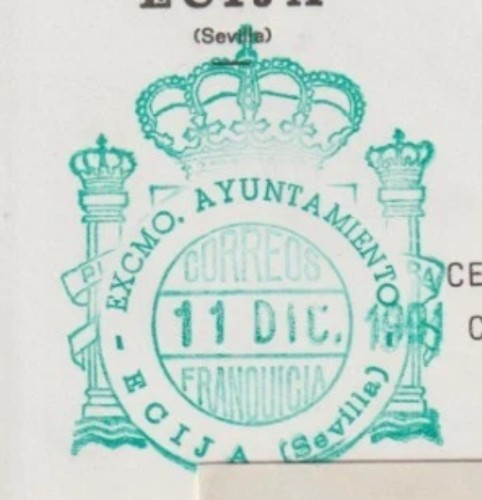 ECIJA
(Sevilla)
EXCMO. AYUNTAMIENTO
CORREOS
11 DIC.
FRANQUICIA
- ECIJA (Sevilla)
CE
C